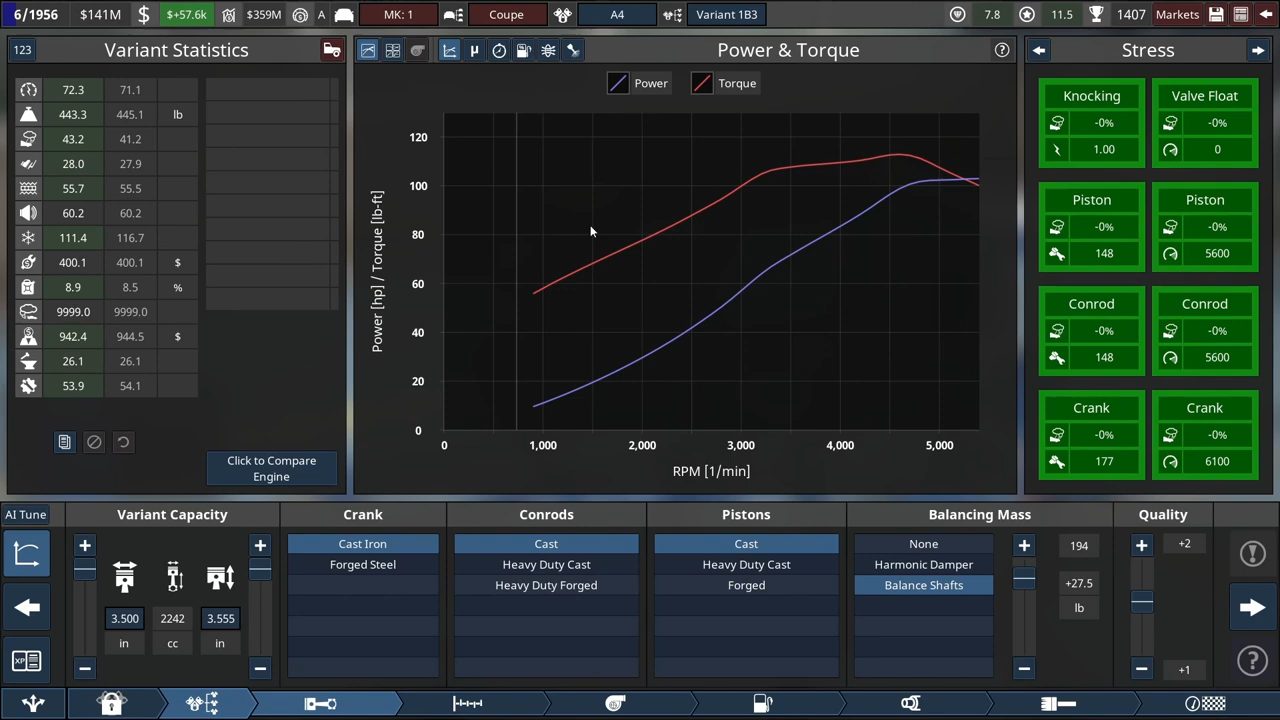 6/1956 $141M $ $+57.6k $359M A MK: 1 Coupe A4 Variant 1B3 7.8 11.5 1407 Markets
123 Variant Statistics
72.3 71.1
443.3 445.1 lb
43.2 41.2
28.0 27.9
55.7 55.5
60.2 60.2
111.4 116.7
400.1 400.1 $
8.9 8.5 %
9999.0 9999.0
942.4 944.5 $
26.1 26.1
53.9 54.1
Click to Compare
Engine
μ Power & Torque ?
Power Torque
Power [hp] / Torque [lb-ft]
120
100
80
60
40
20
0
0 1,000 2,000 3,000 4,000 5,000
RPM [1/min]
Stress
Knocking Valve Float
-0% -0%
1.00 0
Piston Piston
-0% -0%
148 5600
Conrod Conrod
-0% -0%
148 5600
Crank Crank
-0% -0%
177 6100
AI Tune
XP
Variant Capacity
+ +
3.500 2242 3.555
in cc in
- -
Crank
Cast Iron
Forged Steel
Conrods
Cast
Heavy Duty Cast
Heavy Duty Forged
Pistons
Cast
Heavy Duty Cast
Forged
Balancing Mass
None
Harmonic Damper
Balance Shafts
+ 194
+27.5
lb
-
Quality
+ +2
- +1
!
?